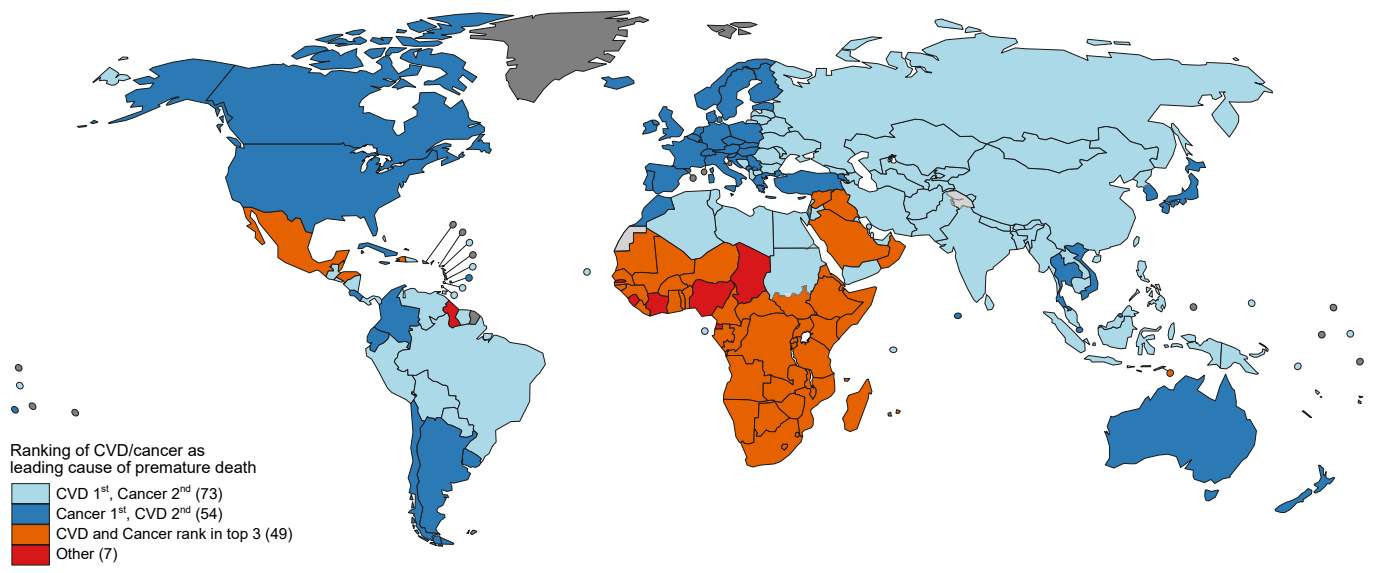 Ranking of CVD/cancer as
leading cause of premature death
CVD 1st, Cancer 2nd (73)
Cancer 1st, CVD 2nd (54)
CVD and Cancer rank in top 3 (49)
Other (7)